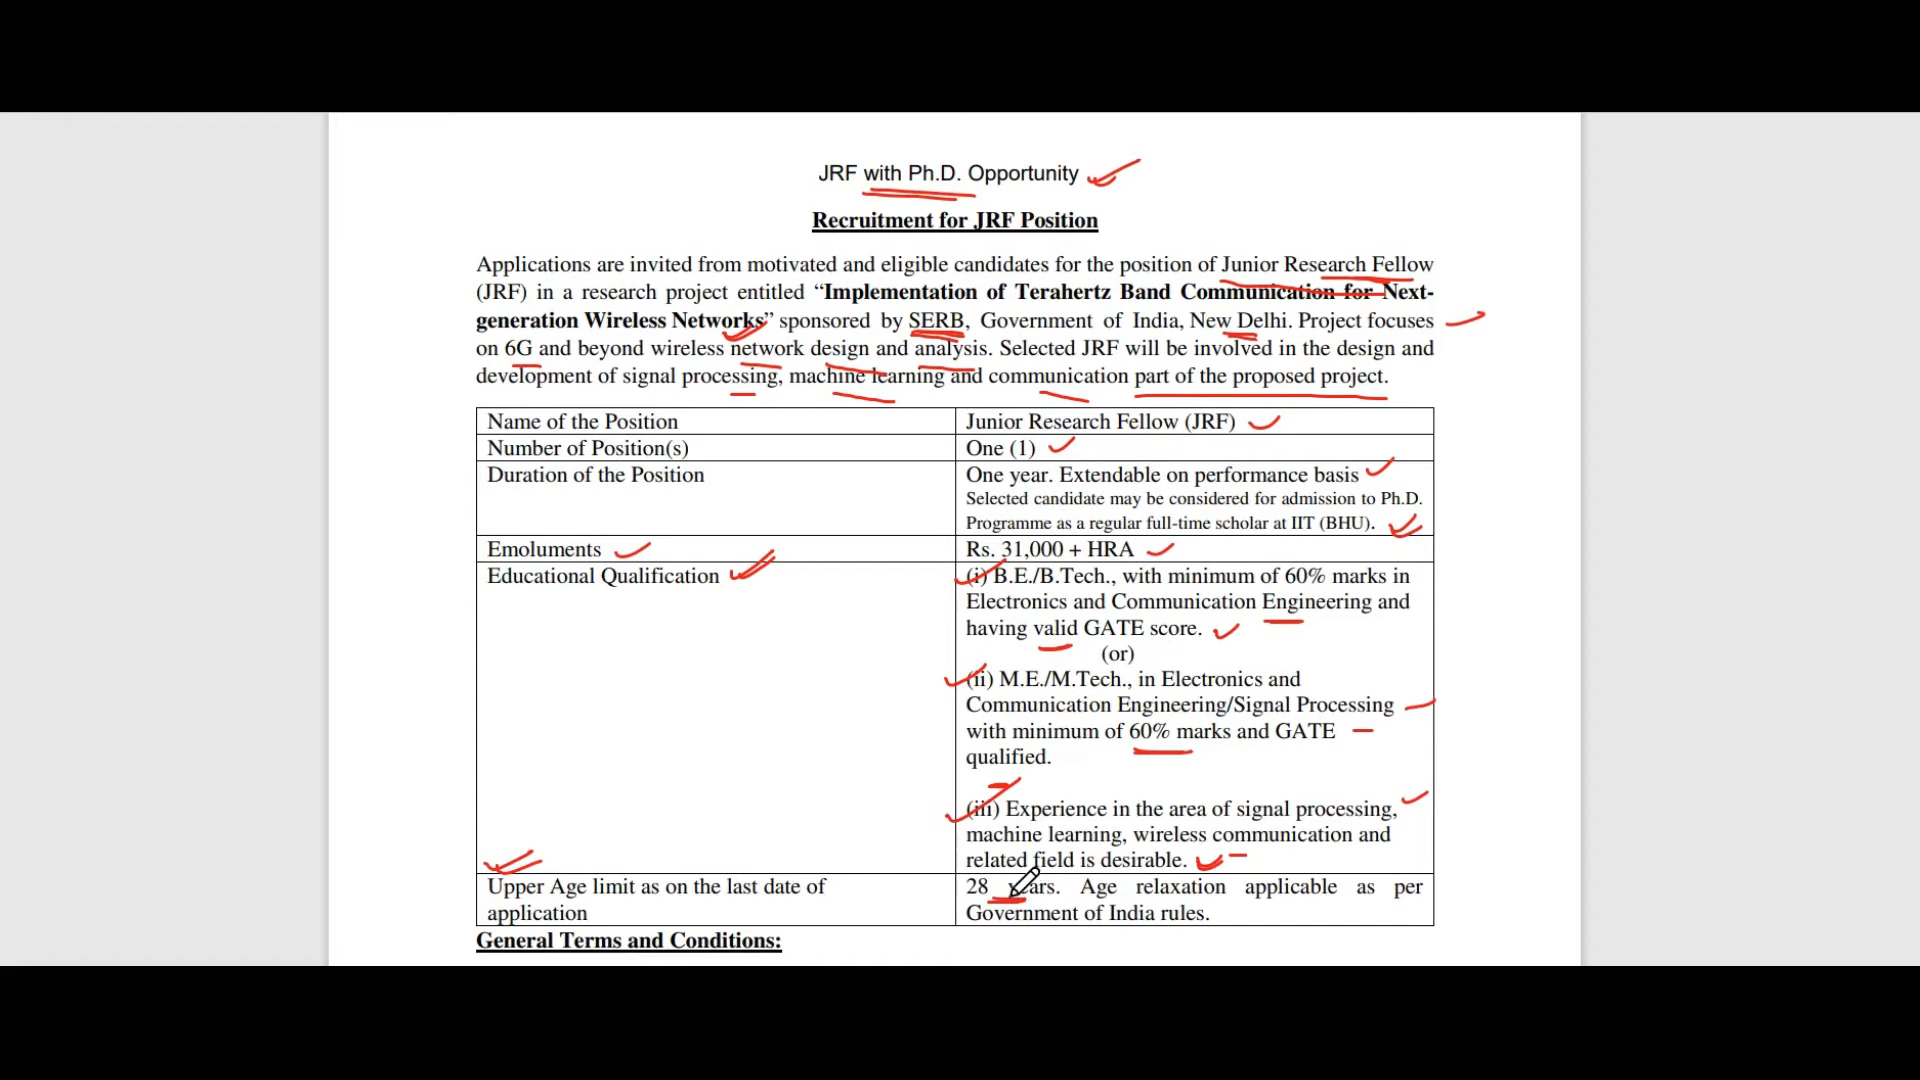 JRF with Ph.D. Opportunity
Recruitment for JRF Position
Applications are invited from motivated and eligible candidates for the position of Junior Research Fellow
(JRF) in a research project entitled “Implementation of Terahertz Band Communication for Next-
generation Wireless Networks” sponsored by SERB, Government of India, New Delhi. Project focuses
on 6G and beyond wireless network design and analysis. Selected JRF will be involved in the design and
development of signal processing, machine learning and communication part of the proposed project.
Name of the Position Junior Research Fellow (JRF)
Number of Position(s) One (1)
Duration of the Position One year. Extendable on performance basis
Selected candidate may be considered for admission to Ph.D.
Programme as a regular full-time scholar at IIT (BHU).
Emoluments Rs. 31,000 + HRA
Educational Qualification (i) B.E./B.Tech., with minimum of 60% marks in
Electronics and Communication Engineering and
having valid GATE score.
(or)
(ii) M.E./M.Tech., in Electronics and
Communication Engineering/Signal Processing
with minimum of 60% marks and GATE
qualified.
(iii) Experience in the area of signal processing,
machine learning, wireless communication and
related field is desirable.
Upper Age limit as on the last date of 28 years. Age relaxation applicable as per
application Government of India rules.
General Terms and Conditions: